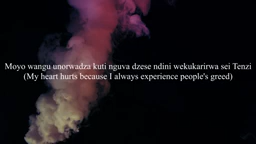 Moyo wangu unorwadza kuti nguva dzese ndini wekukarirwa sei Tenzi
(My heart hurts because I always experience people's greed)